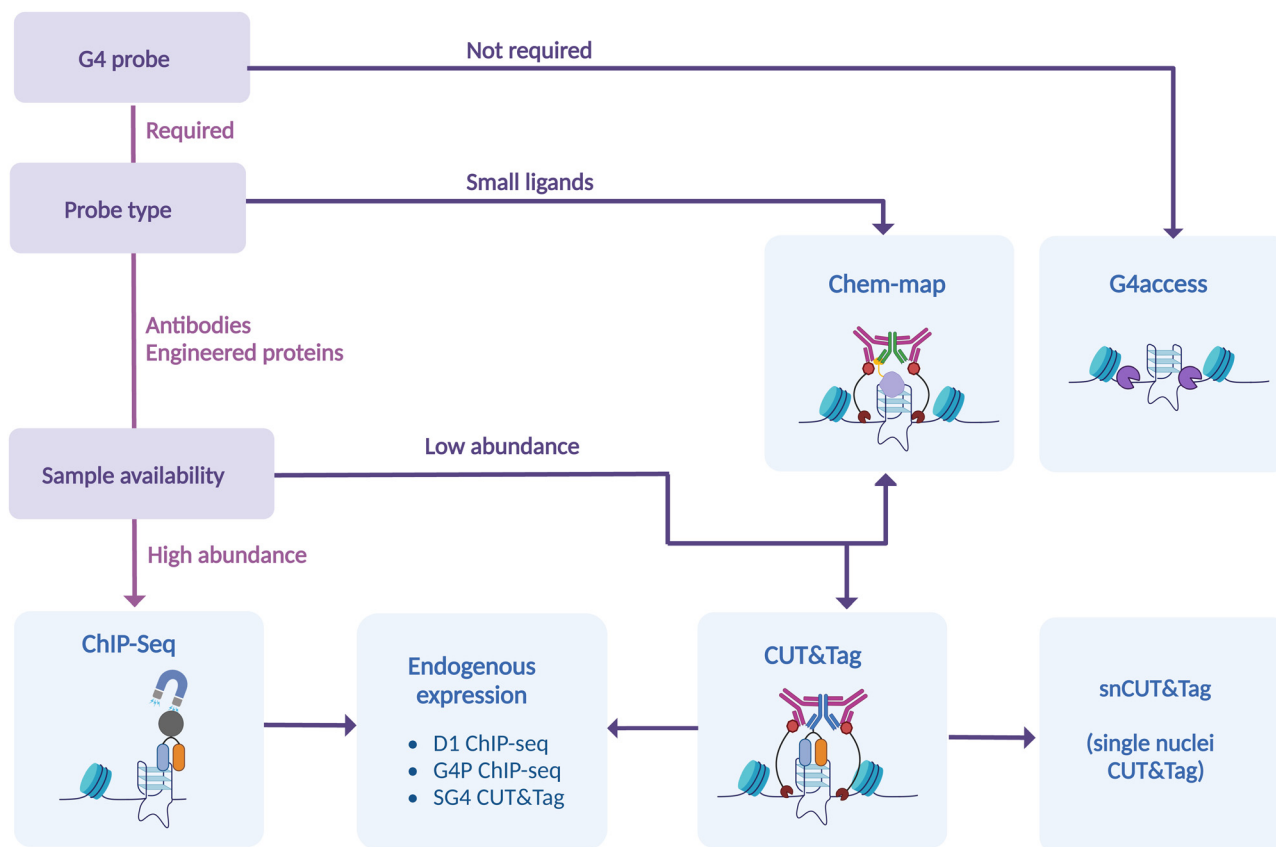 G4 probe
Not required
Required
Probe type
Small ligands
Chem-map
G4access
Antibodies
Engineered proteins
Sample availability
Low abundance
High abundance
ChIP-Seq
Endogenous
expression
• D1 ChIP-seq
• G4P ChIP-seq
• SG4 CUT&Tag
CUT&Tag
snCUT&Tag
(single nuclei
CUT&Tag)